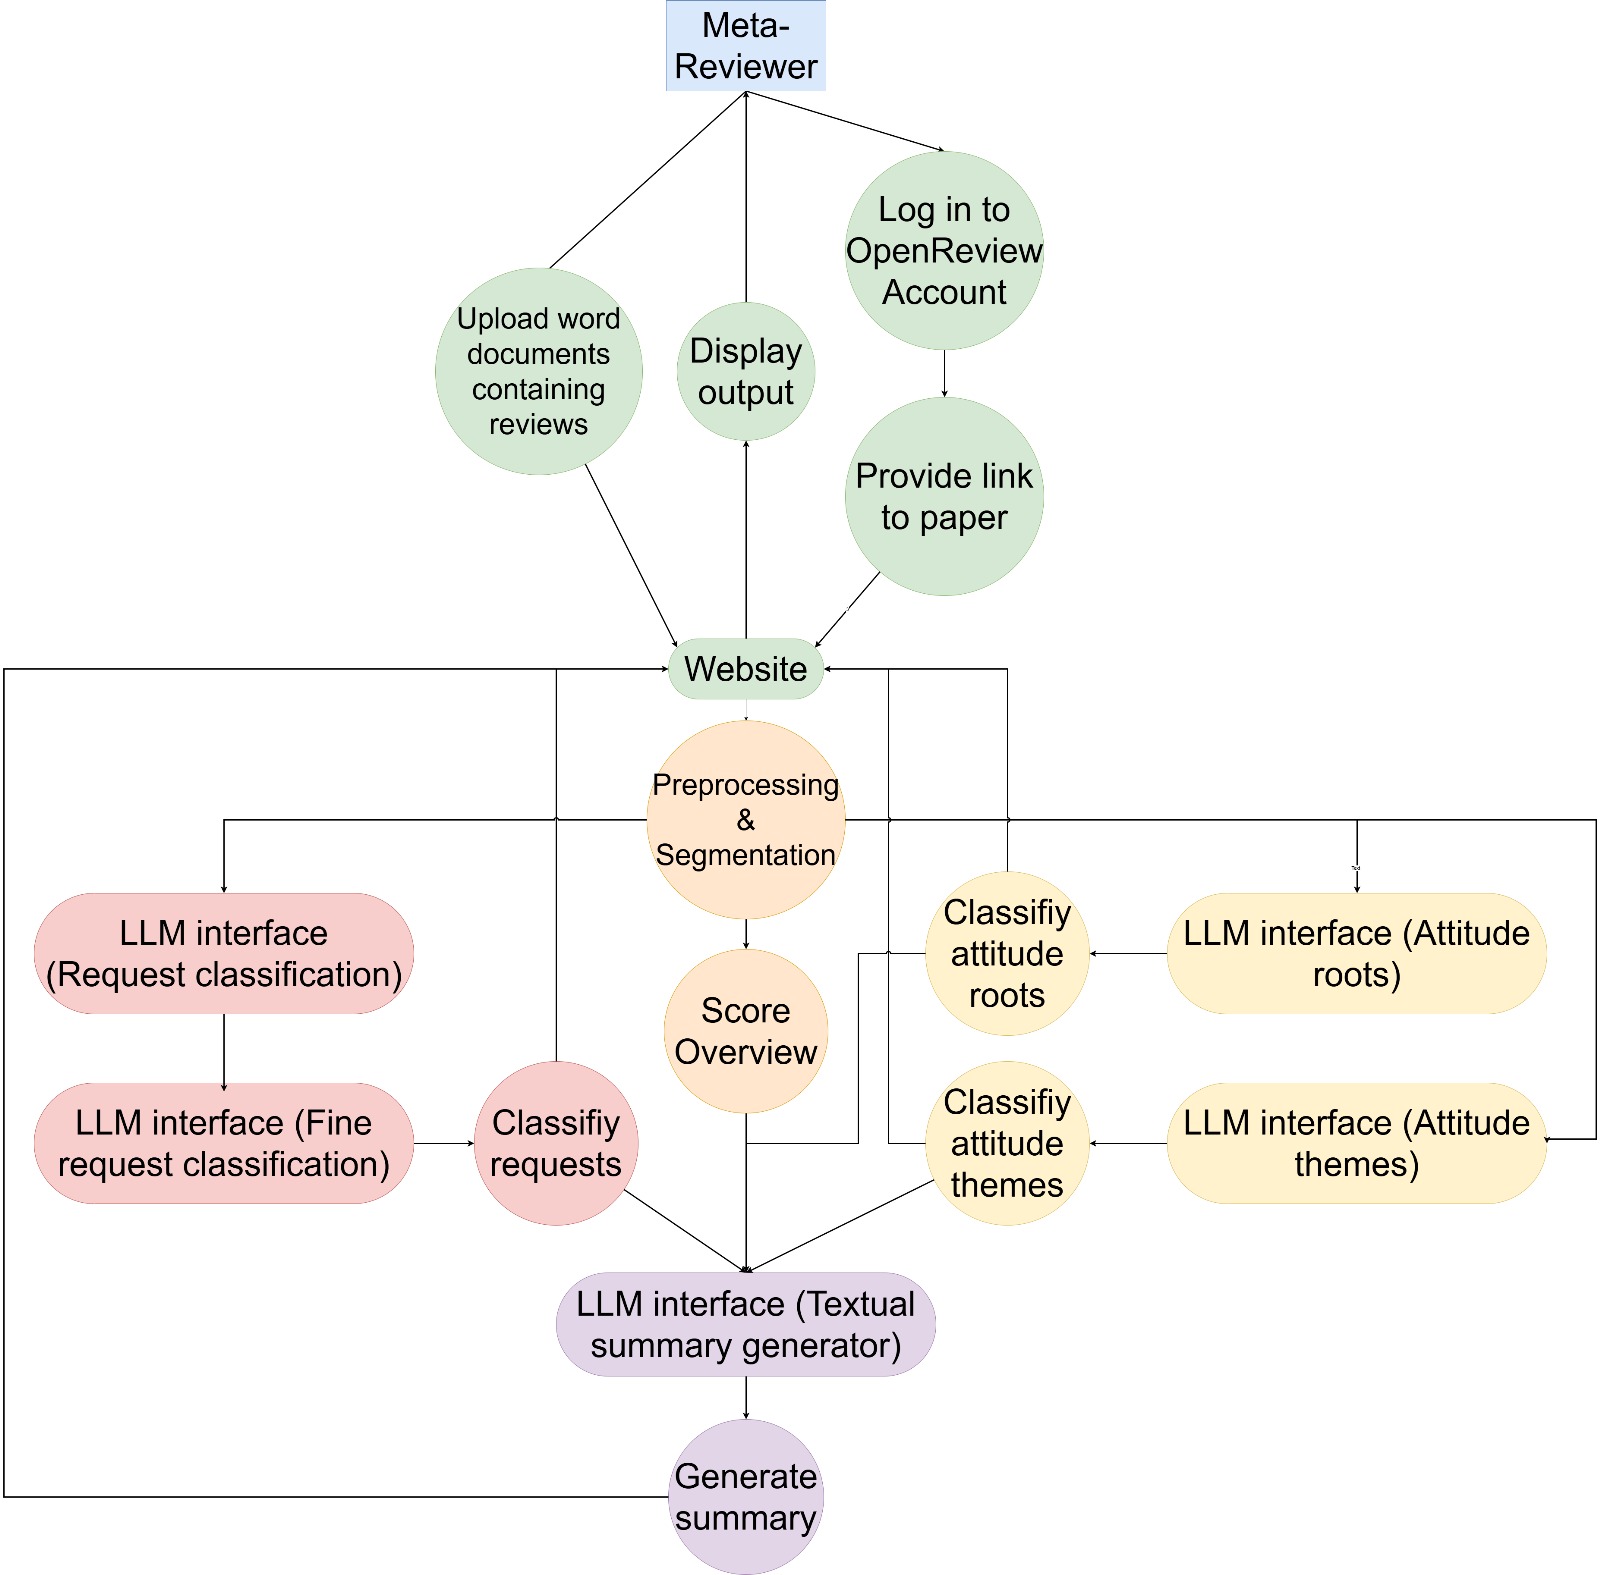 Meta-
Reviewer
Log in to
OpenReview
Account
Upload word
documents
containing
reviews
Display
output
Provide link
to paper
Website
Preprocessing
&
Segmentation
LLM interface
(Request classification)
Classifiy
attitude
roots
Text
LLM interface (Attitude
roots)
Score
Overview
LLM interface (Fine
request classification)
Classifiy
requests
Classifiy
attitude
themes
LLM interface (Attitude
themes)
LLM interface (Textual
summary generator)
Generate
summary